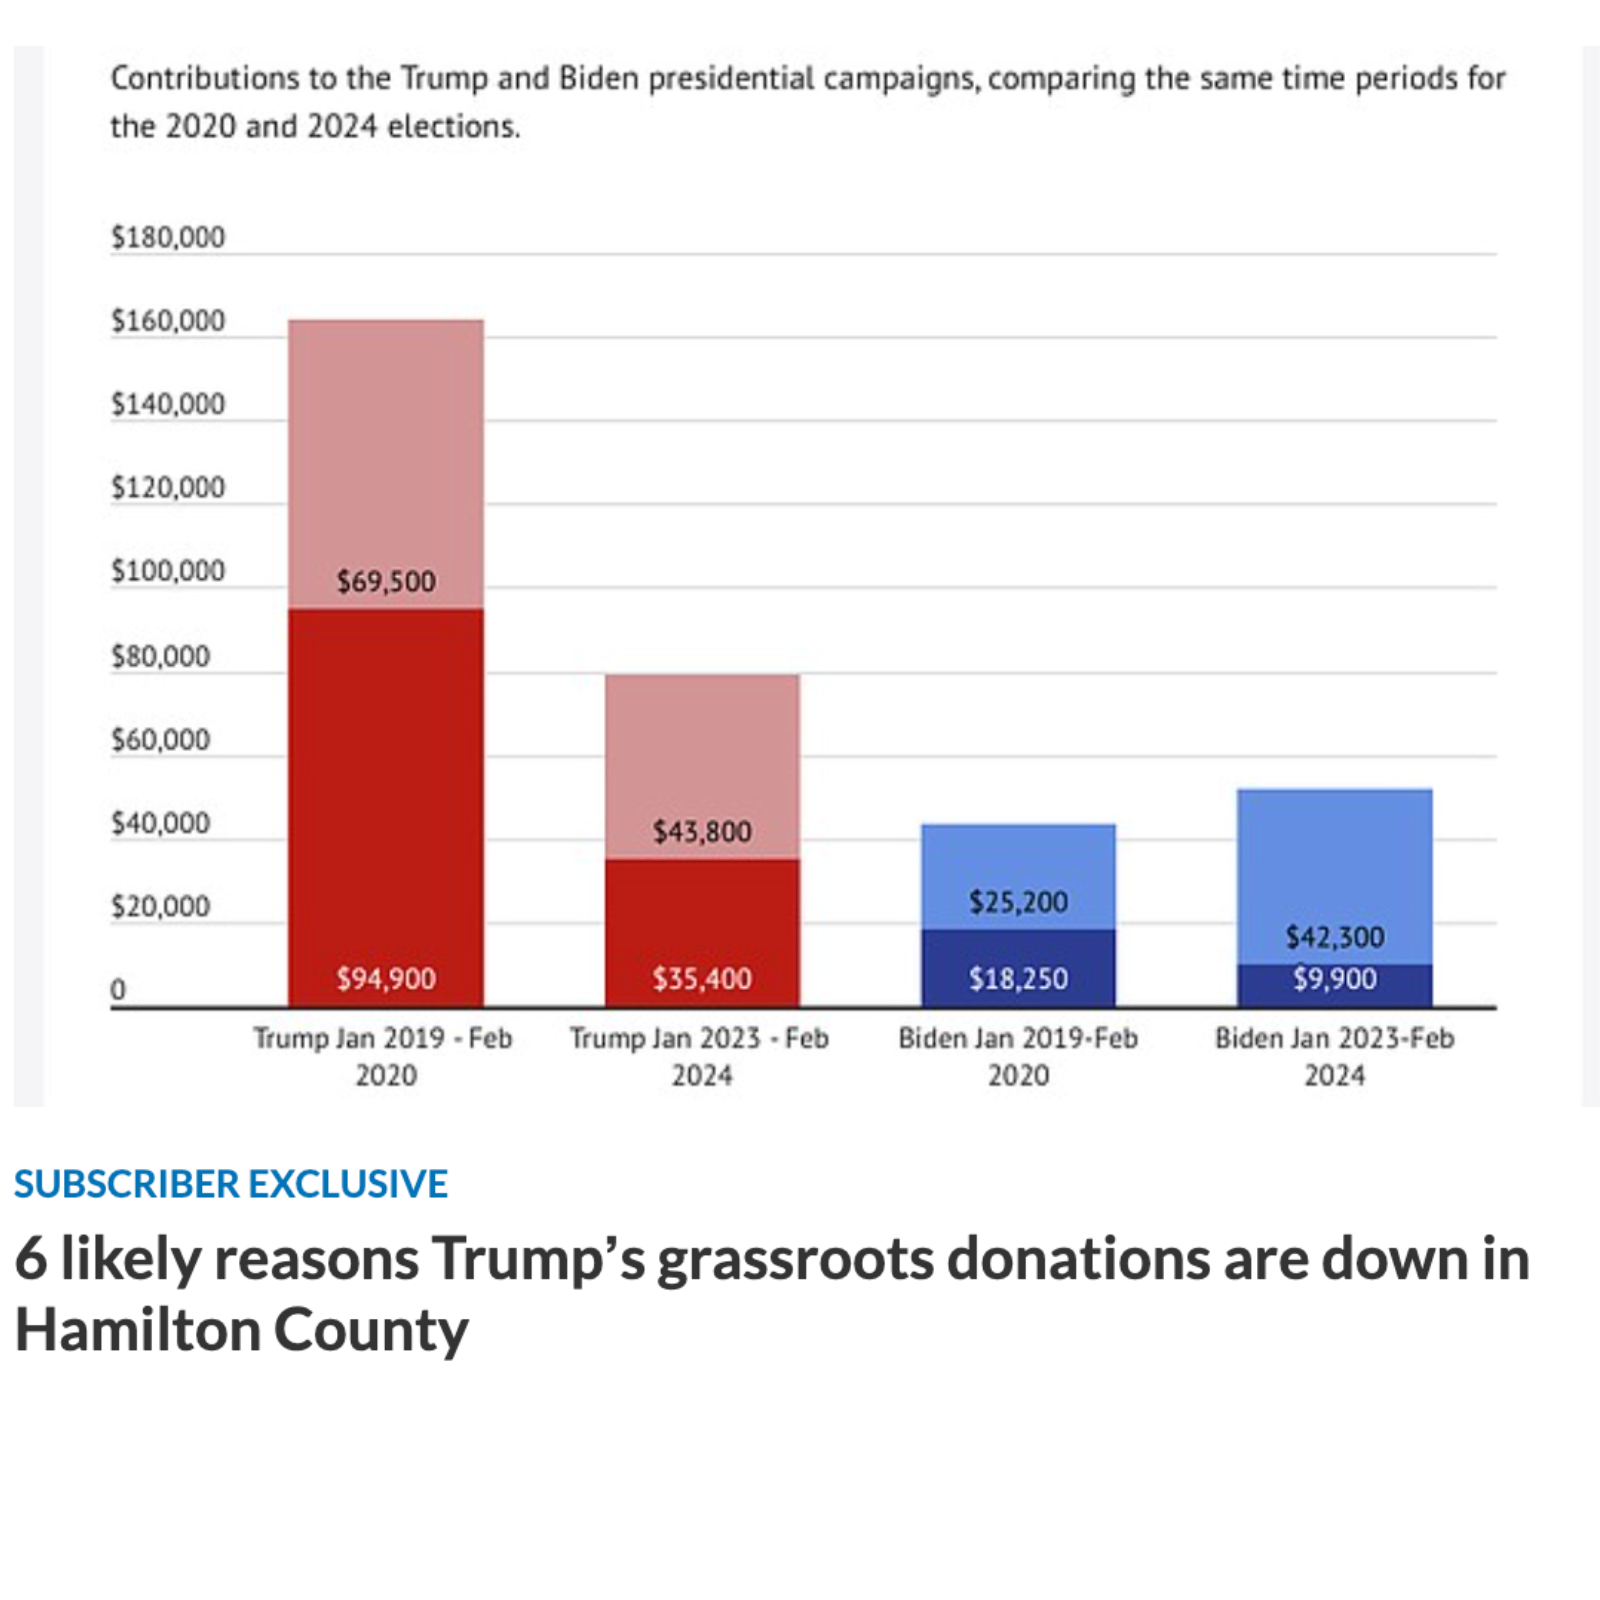 Contributions to the Trump and Biden presidential campaigns, comparing the same time periods for
the 2020 and 2024 elections.
$180,000
$160,000
$140,000
$120,000
$100,000
$80,000
$60,000
$40,000
$20,000
0
$69,500
$94,900
$43,800
$35,400
$25,200
$18,250
$42,300
$9,900
Trump Jan 2019 - Feb
2020
Trump Jan 2023 - Feb
2024
Biden Jan 2019-Feb
2020
Biden Jan 2023-Feb
2024
SUBSCRIBER EXCLUSIVE
6 likely reasons Trump’s grassroots donations are down in
Hamilton County